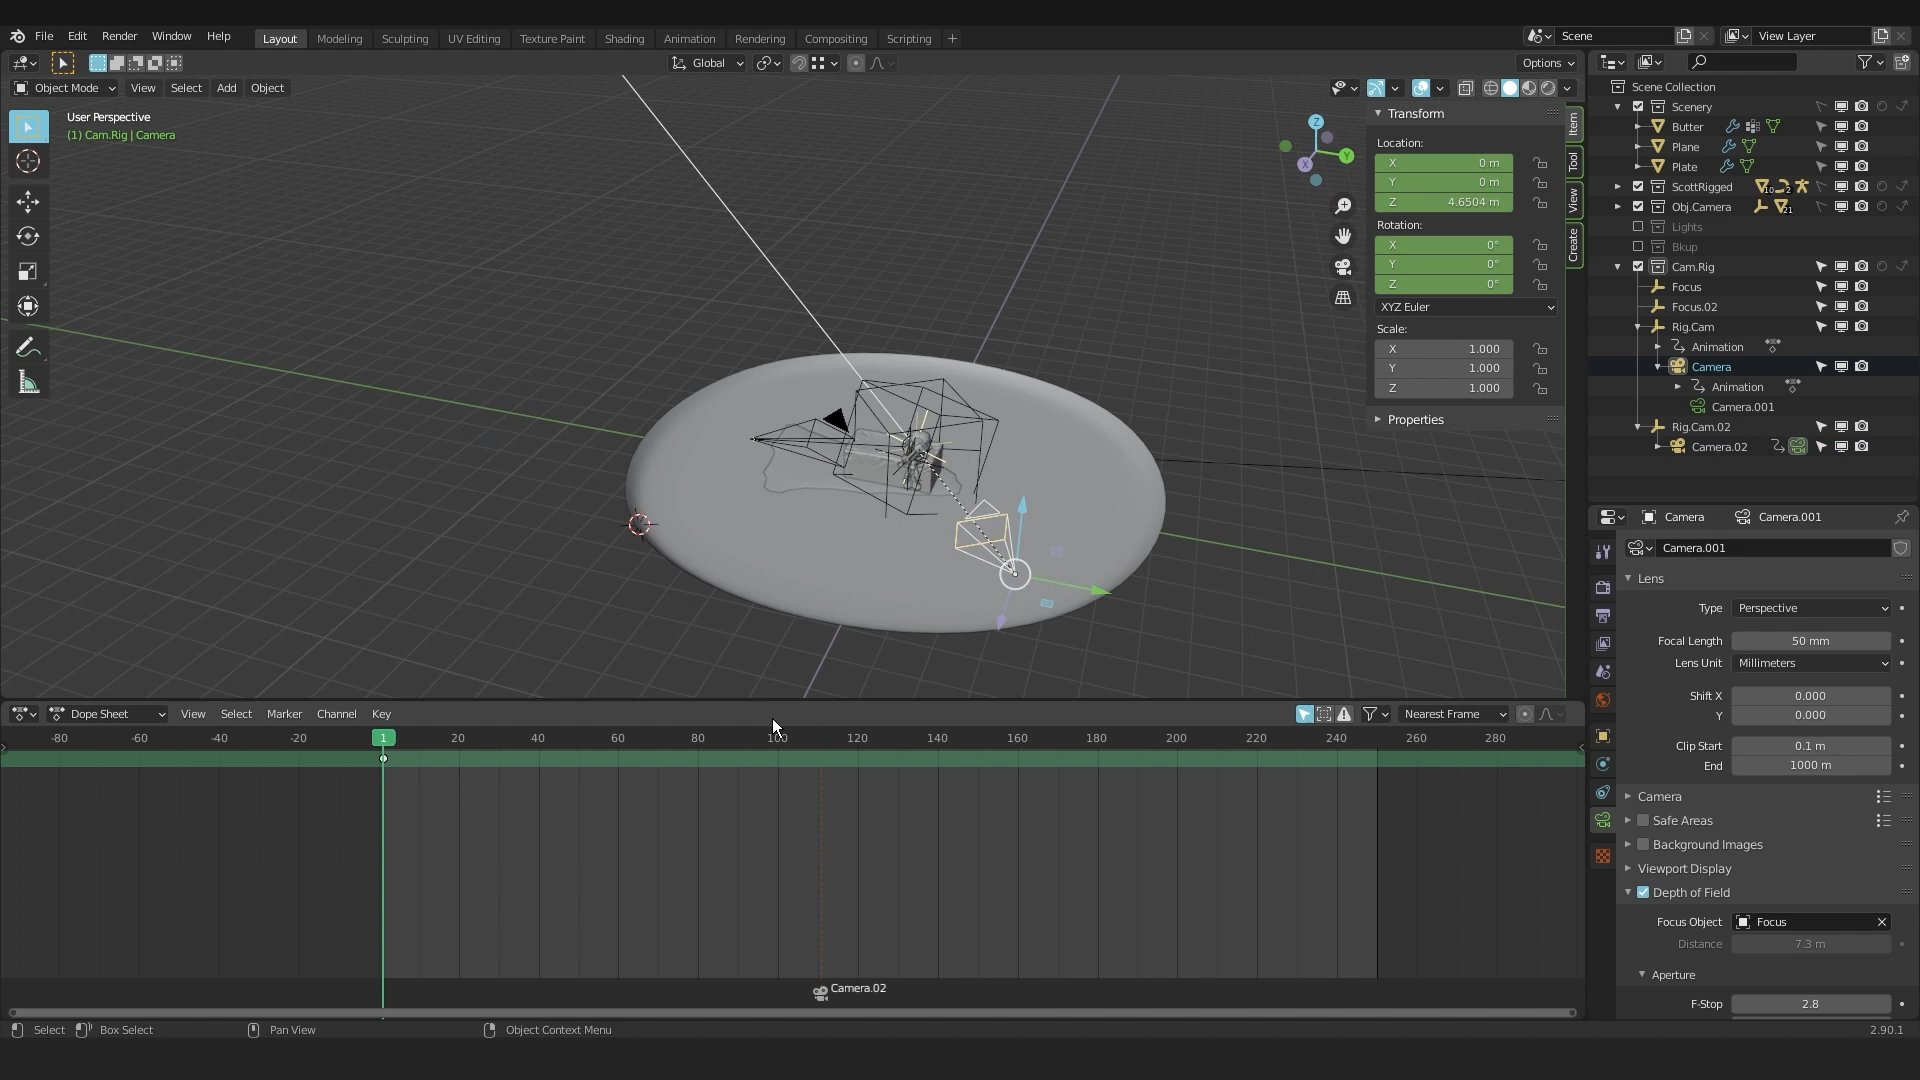 File Edit Render Window Help
Layout Modeling Sculpting UV Editing Texture Paint Shading Animation Rendering Compositing Scripting +
Scene
View Layer
Global
Options
Object Mode View Select Add Object
User Perspective
(1) Cam.Rig | Camera
Z
Y
X
Transform
Location:
X 0 m
Y 0 m
Z 4.6504 m
Rotation:
X 0°
Y 0°
Z 0°
XYZ Euler
Scale:
X 1.000
Y 1.000
Z 1.000
Properties
Item
Tool
View
Create
Scene Collection
Scenery
Butter
Plane
Plate
ScottRigged 10 2
Obj.Camera 21
Lights
Bkup
Cam.Rig
Focus
Focus.02
Rig.Cam
Animation
Camera
Animation
Camera.001
Rig.Cam.02
Camera.02
Camera Camera.001
Camera.001
Lens
Type Perspective
Focal Length 50 mm
Lens Unit Millimeters
Shift X 0.000
Y 0.000
Clip Start 0.1 m
End 1000 m
Camera
Safe Areas
Background Images
Viewport Display
Depth of Field
Focus Object Focus
Distance 7.3 m
Aperture
F-Stop 2.8
Dope Sheet View Select Marker Channel Key
Nearest Frame
-80 -60 -40 -20 1 20 40 60 80 100 120 140 160 180 200 220 240 260 280
Camera.02
Select Box Select Pan View Object Context Menu
2.90.1